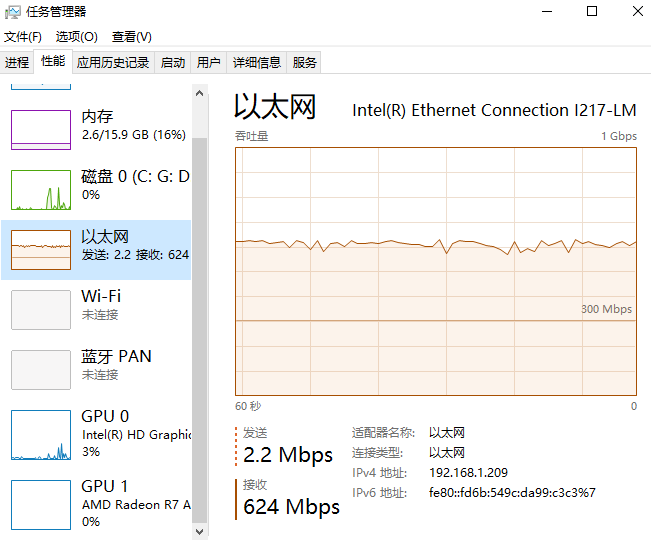 任务管理器
文件(F) 选项(O) 查看(V)
进程 性能 应用历史记录 启动 用户 详细信息 服务
内存
2.6/15.9 GB (16%)
磁盘 0 (C: G: D
0%
以太网
发送: 2.2 接收: 624
Wi-Fi
未连接
蓝牙 PAN
未连接
GPU 0
Intel(R) HD Graphic
3%
GPU 1
AMD Radeon R7 A
0%
以太网 Intel(R) Ethernet Connection I217-LM
吞吐量 1 Gbps
300 Mbps
60 秒 0
发送
2.2 Mbps
接收
624 Mbps
适配器名称: 以太网
连接类型: 以太网
IPv4 地址: 192.168.1.209
IPv6 地址: fe80::fd6b:549c:da99:c3c3%7